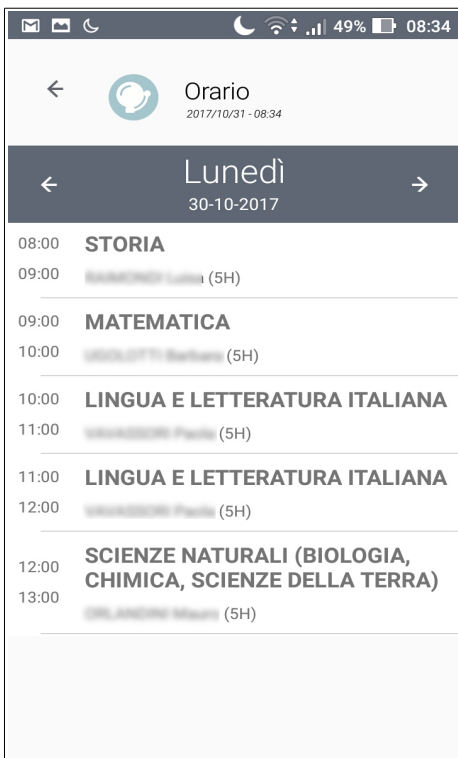 49% 08:34
Orario
2017/10/31 - 08:34
Lunedì
30-10-2017
08:00 STORIA
09:00 (5H)
09:00 MATEMATICA
10:00 (5H)
10:00 LINGUA E LETTERATURA ITALIANA
11:00 (5H)
11:00 LINGUA E LETTERATURA ITALIANA
12:00 (5H)
12:00 SCIENZE NATURALI (BIOLOGIA,
CHIMICA, SCIENZE DELLA TERRA)
13:00 (5H)